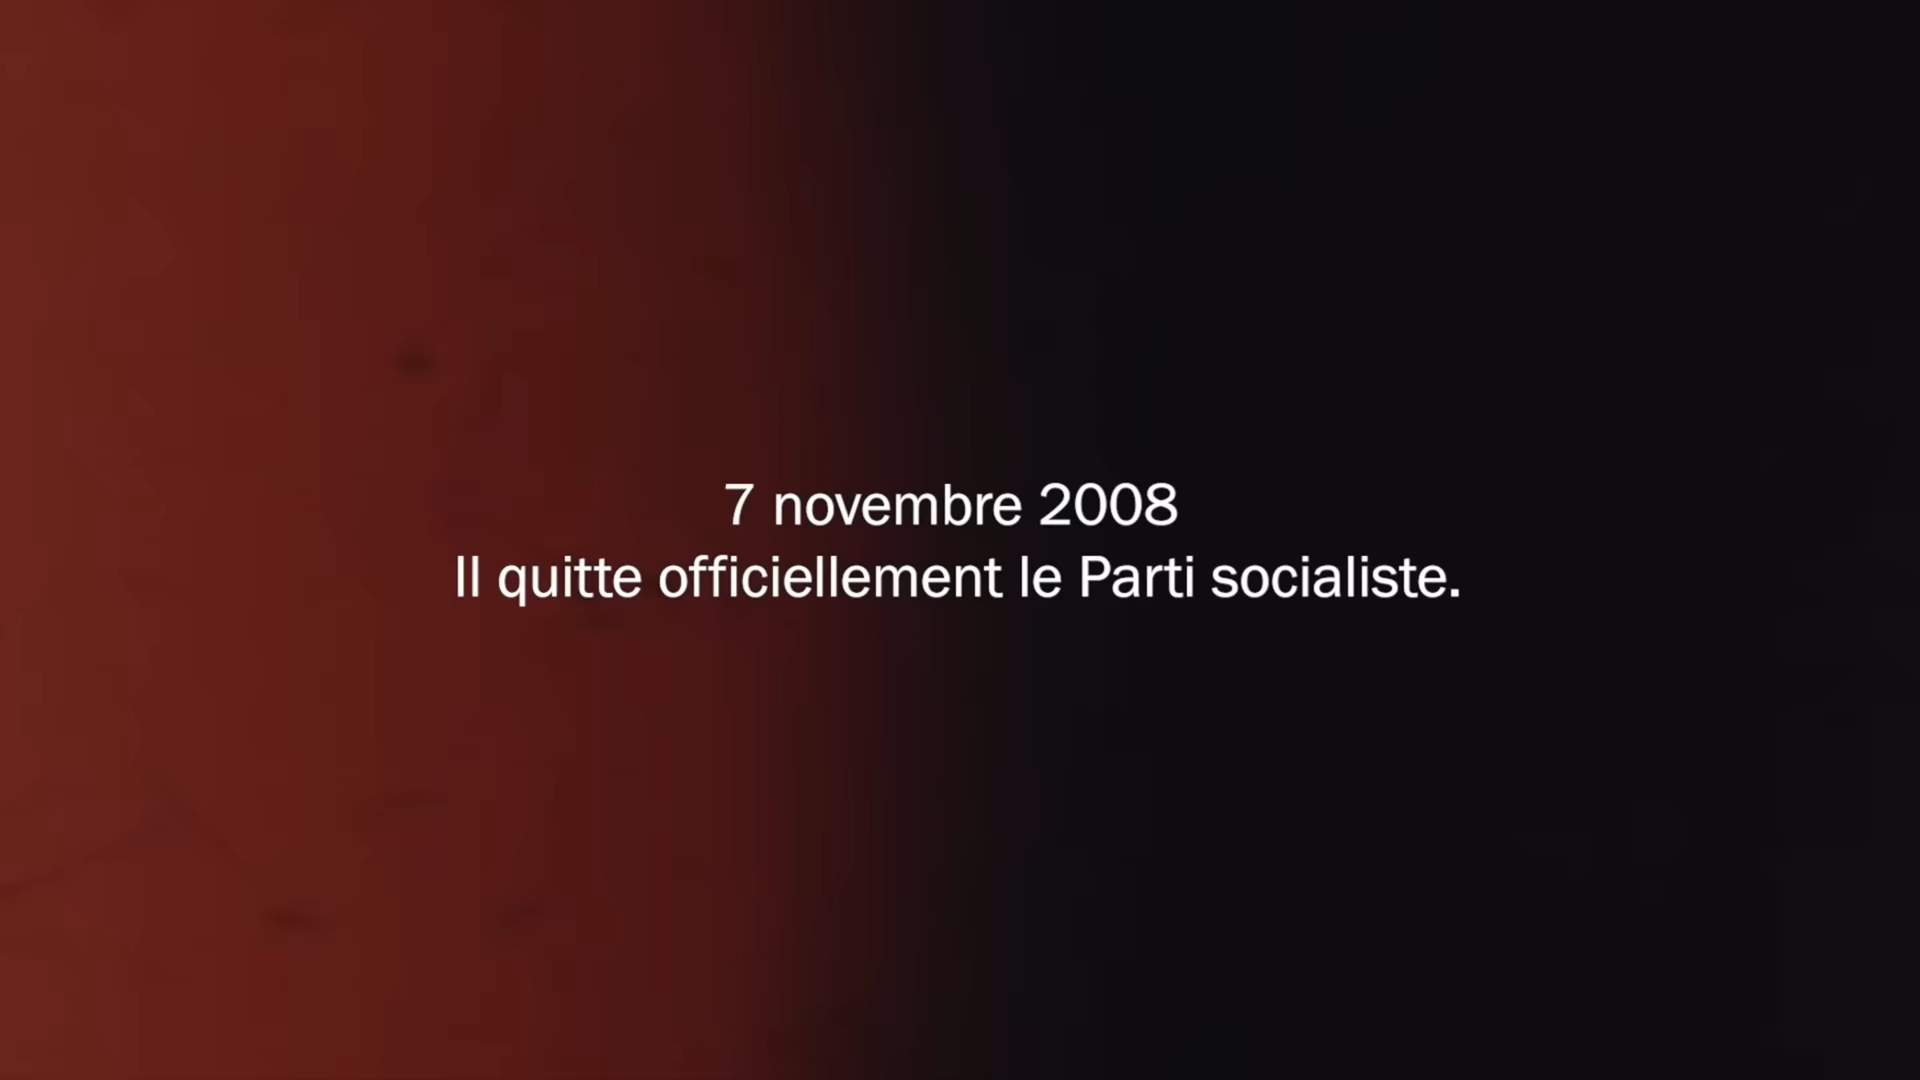 7 novembre 2008
Il quitte officiellement le Parti socialiste.